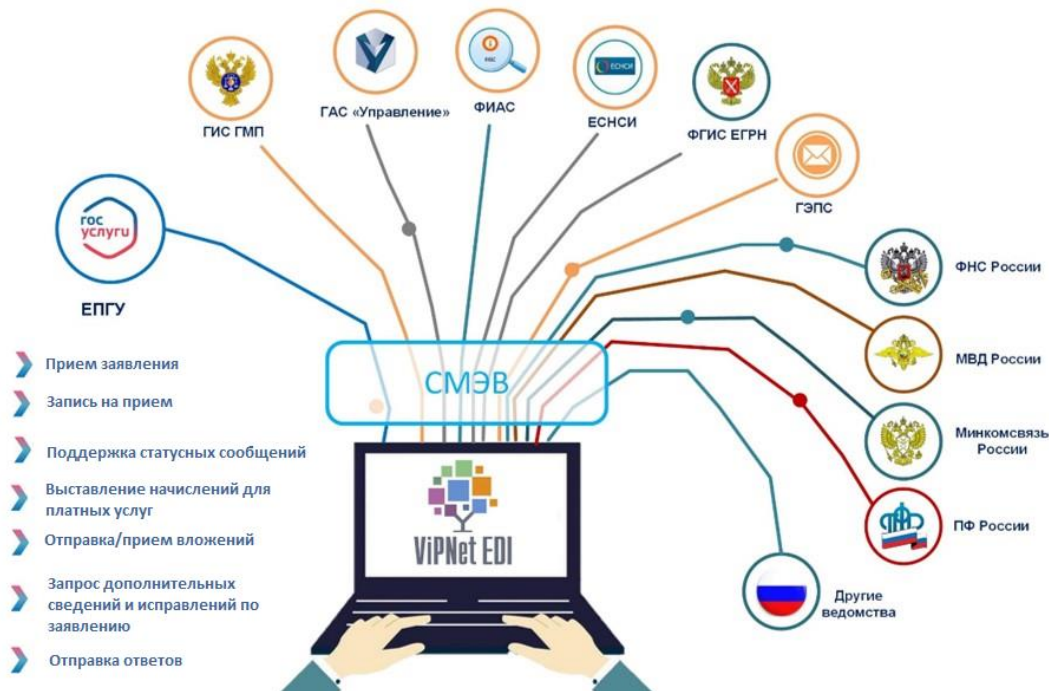 ГИС ГМП
ГАС «Управление»
ФИАС
ЕСНСИ
ЕСНСИ
ФГИС ЕГРН
ГЭПС
гос
услуги
ЕПГУ
ФНС России
МВД России
Минкомсвязь
России
ПФ России
Другие
ведомства
СМЭВ
ViPNet EDI
Прием заявления
Запись на прием
Поддержка статусных сообщений
Выставление начислений для
платных услуг
Отправка/прием вложений
Запрос дополнительных
сведений и исправлений по
заявлению
Отправка ответов